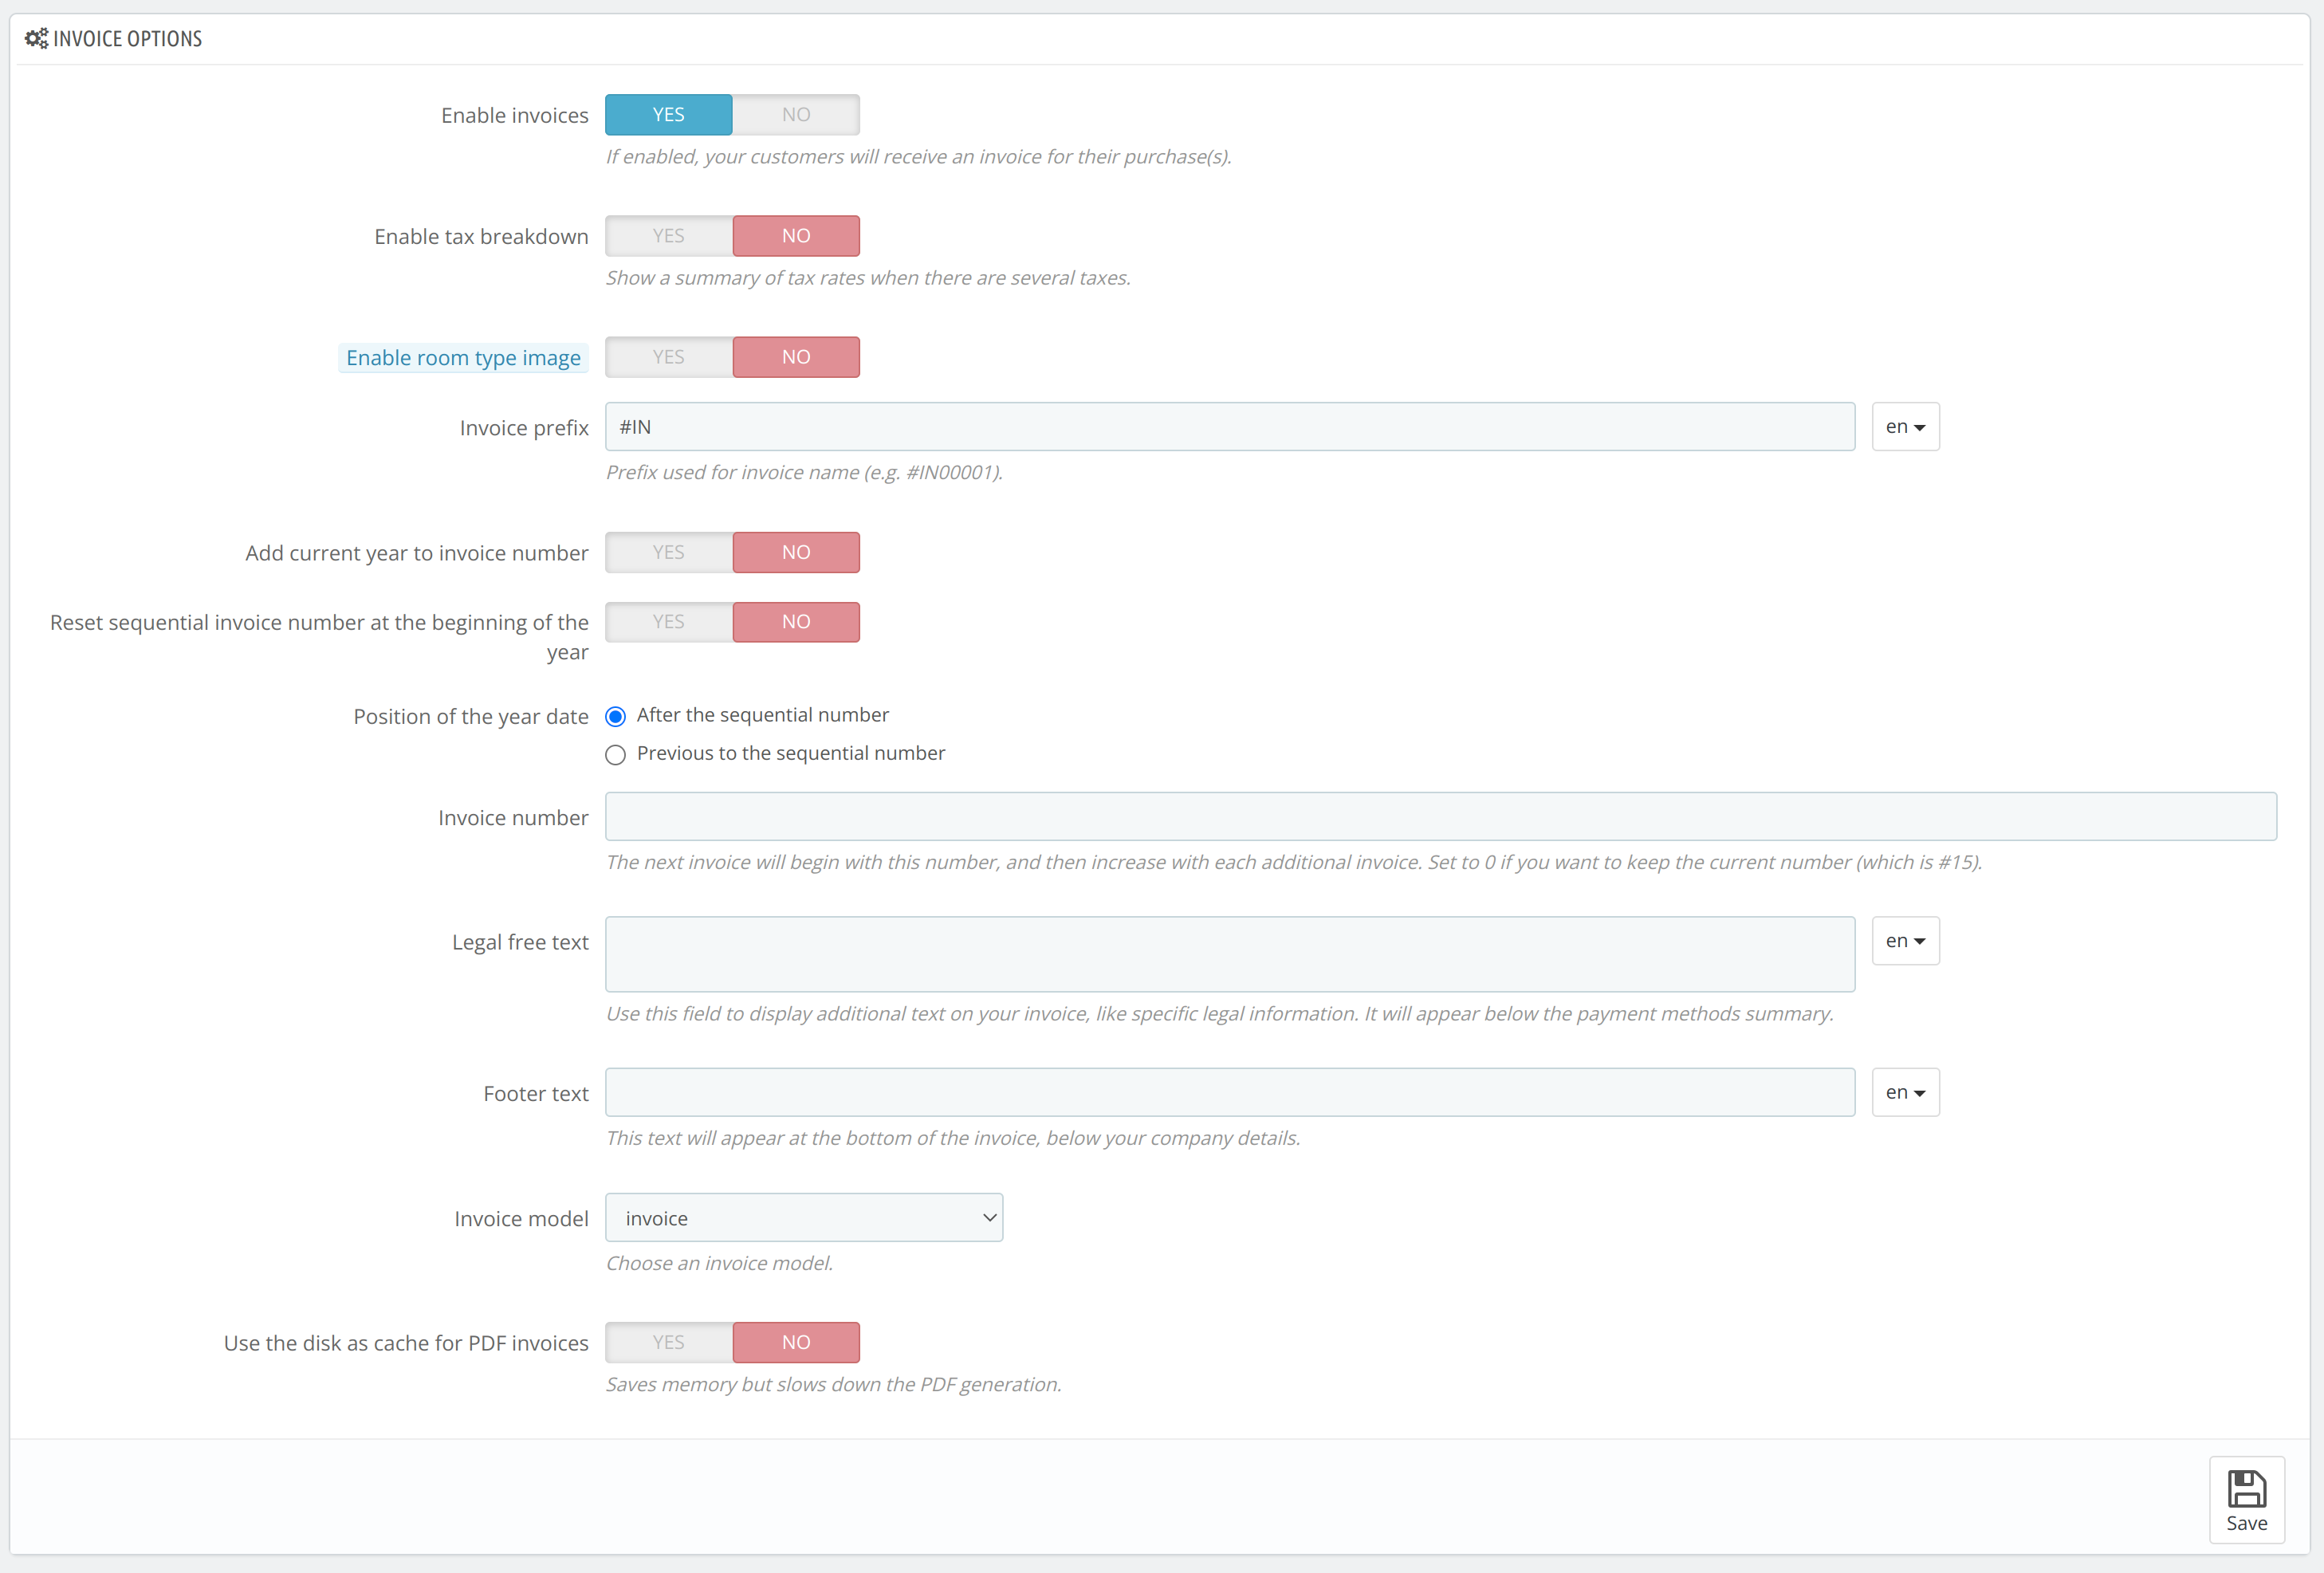 INVOICE OPTIONS
Enable invoices YES NO
If enabled, your customers will receive an invoice for their purchase(s).
Enable tax breakdown YES NO
Show a summary of tax rates when there are several taxes.
Enable room type image YES NO
Invoice prefix #IN en
Prefix used for invoice name (e.g. #IN00001).
Add current year to invoice number YES NO
Reset sequential invoice number at the beginning of the YES NO
year
Position of the year date After the sequential number
Previous to the sequential number
Invoice number
The next invoice will begin with this number, and then increase with each additional invoice. Set to 0 if you want to keep the current number (which is #15).
Legal free text en
Use this field to display additional text on your invoice, like specific legal information. It will appear below the payment methods summary.
Footer text en
This text will appear at the bottom of the invoice, below your company details.
Invoice model invoice
Choose an invoice model.
Use the disk as cache for PDF invoices YES NO
Saves memory but slows down the PDF generation.
Save